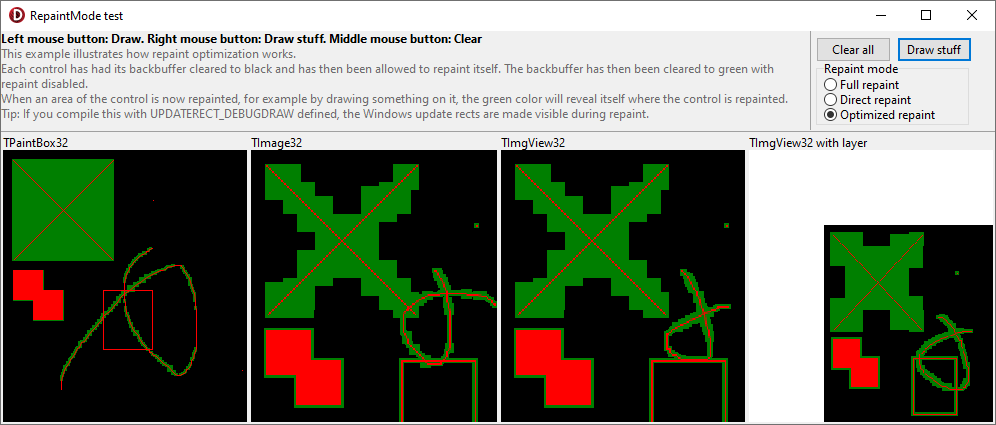 RepaintMode test
Left mouse button: Draw. Right mouse button: Draw stuff. Middle mouse button: Clear
This example illustrates how repaint optimization works.
Each control has had its backbuffer cleared to black and has then been allowed to repaint itself. The backbuffer has then been cleared to green with
repaint disabled.
When an area of the control is now repainted, for example by drawing something on it, the green color will reveal itself where the control is repainted.
Tip: If you compile this with UPDATERECT_DEBUGDRAW defined, the Windows update rects are made visible during repaint.
Clear all
Draw stuff
Repaint mode
Full repaint
Direct repaint
Optimized repaint
TPaintBox32
TImage32
TImgView32
TImgView32 with layer